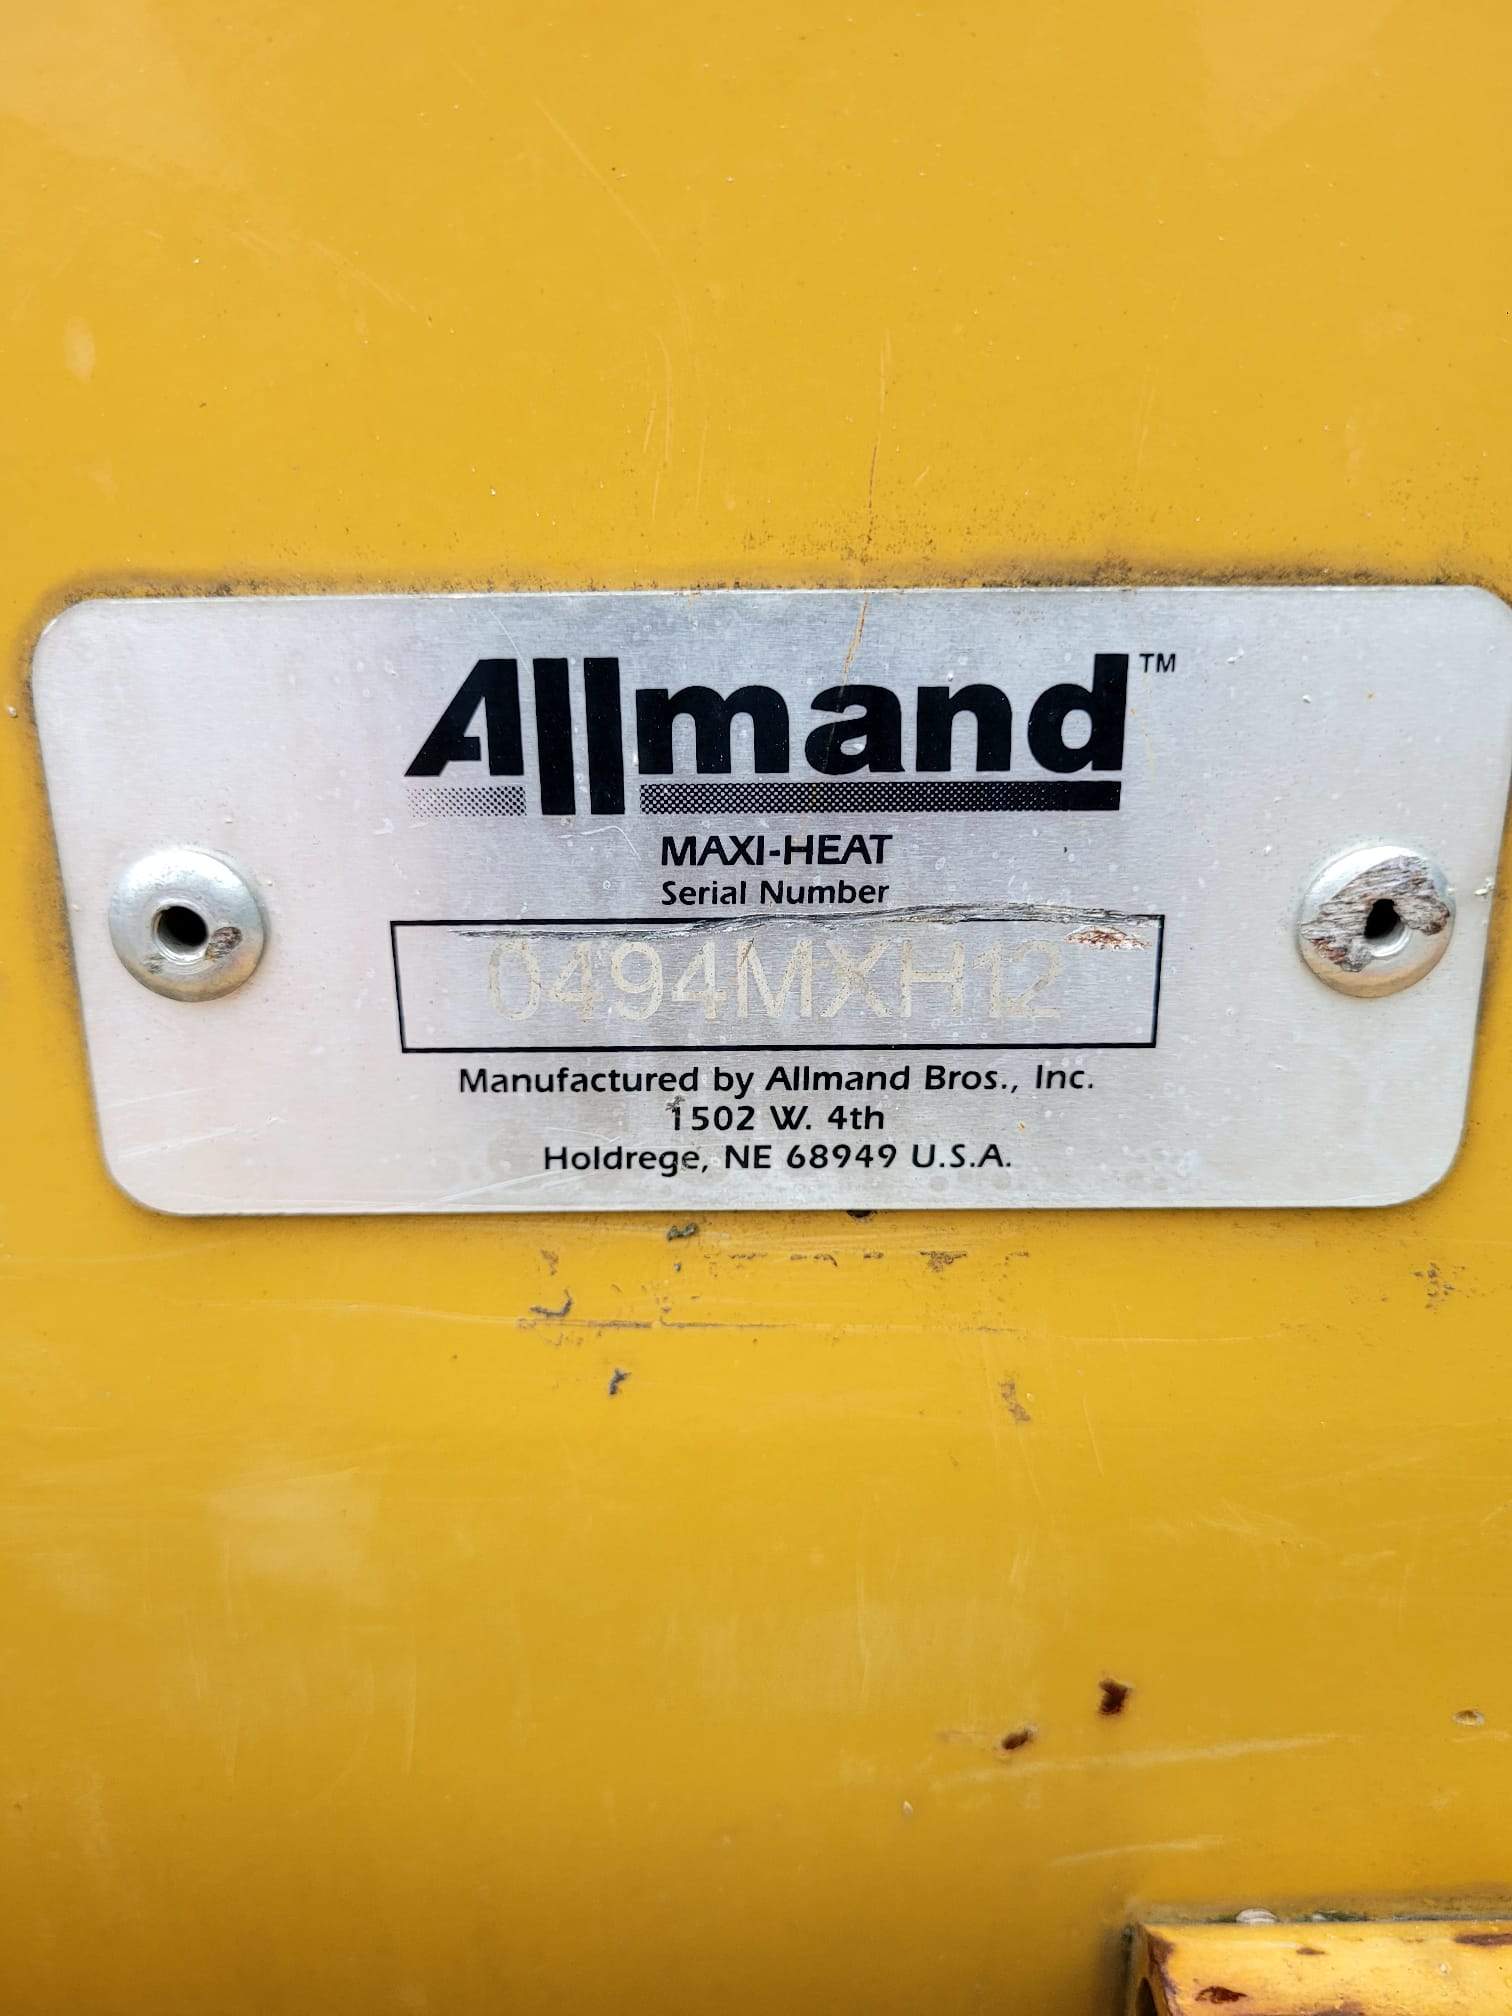 Allmand™
MAXI-HEAT
Serial Number
0494MXH12
Manufactured by Allmand Bros., Inc.
1502 W. 4th
Holdrege, NE 68949 U.S.A.